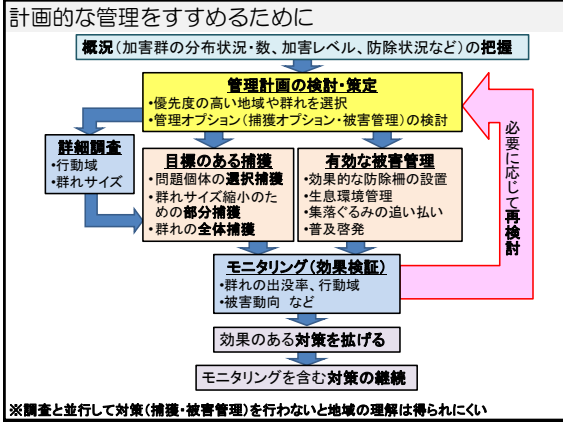 計画的な管理をすすめるために
概況(加害群の分布状況・数、加害レベル、防除状況など)の把握
管理計画の検討・策定
・優先度の高い地域や群れを選択
・管理オプション(捕獲オプション・被害管理)の検討
詳細調査
・行動域
・群れサイズ
目標のある捕獲
・問題個体の選択捕獲
・群れサイズ縮小のた
めの部分捕獲
・群れの全体捕獲
有効な被害管理
・効果的な防除柵の設置
・生息環境管理
・集落ぐるみの追い払い
・普及啓発
必要に応じて再検討
モニタリング(効果検証)
・群れの出没率、行動域
・被害動向 など
効果のある対策を拡げる
モニタリングを含む対策の継続
※調査と並行して対策(捕獲・被害管理)を行わないと地域の理解は得られにくい